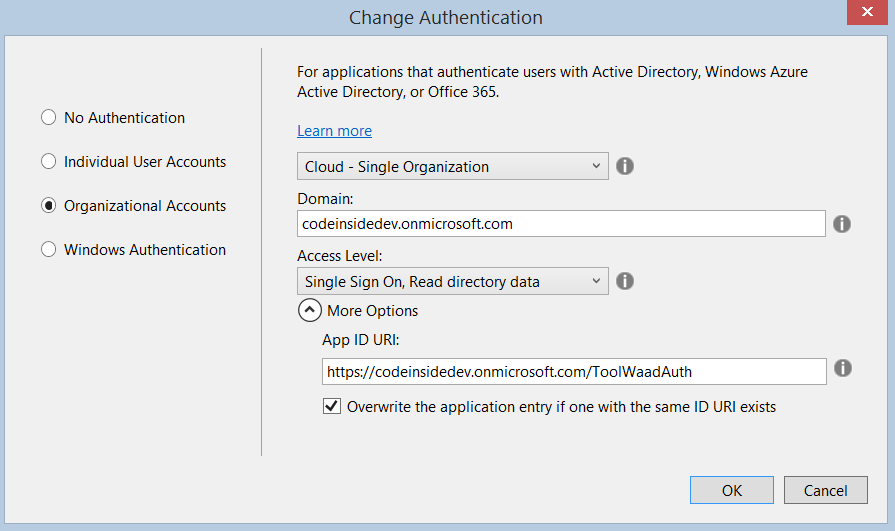 Change Authentication
No Authentication
Individual User Accounts
Organizational Accounts
Windows Authentication
For applications that authenticate users with Active Directory, Windows Azure
Active Directory, or Office 365.
Learn more
Cloud - Single Organization
Domain:
codeinsidedev.onmicrosoft.com
Access Level:
Single Sign On, Read directory data
More Options
App ID URI:
https://codeinsidedev.onmicrosoft.com/ToolWaadAuth
Overwrite the application entry if one with the same ID URI exists
OK
Cancel